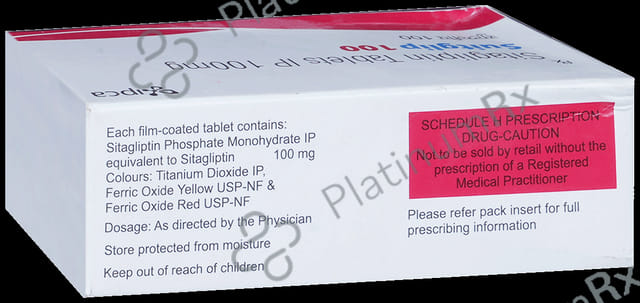 Rx
Sitagliptin Tablets IP 100mg
Sultglip 100
ipca
Each film-coated tablet contains:
Sitagliptin Phosphate Monohydrate IP
equivalent to Sitagliptin 100 mg
Colours: Titanium Dioxide IP,
Ferric Oxide Yellow USP-NF &
Ferric Oxide Red USP-NF
Dosage: As directed by the Physician
Store protected from moisture
Keep out of reach of children
SCHEDULE H PRESCRIPTION
DRUG-CAUTION
Not to be sold by retail without the
prescription of a Registered
Medical Practitioner
Please refer pack insert for full
prescribing information
PlatinumRx